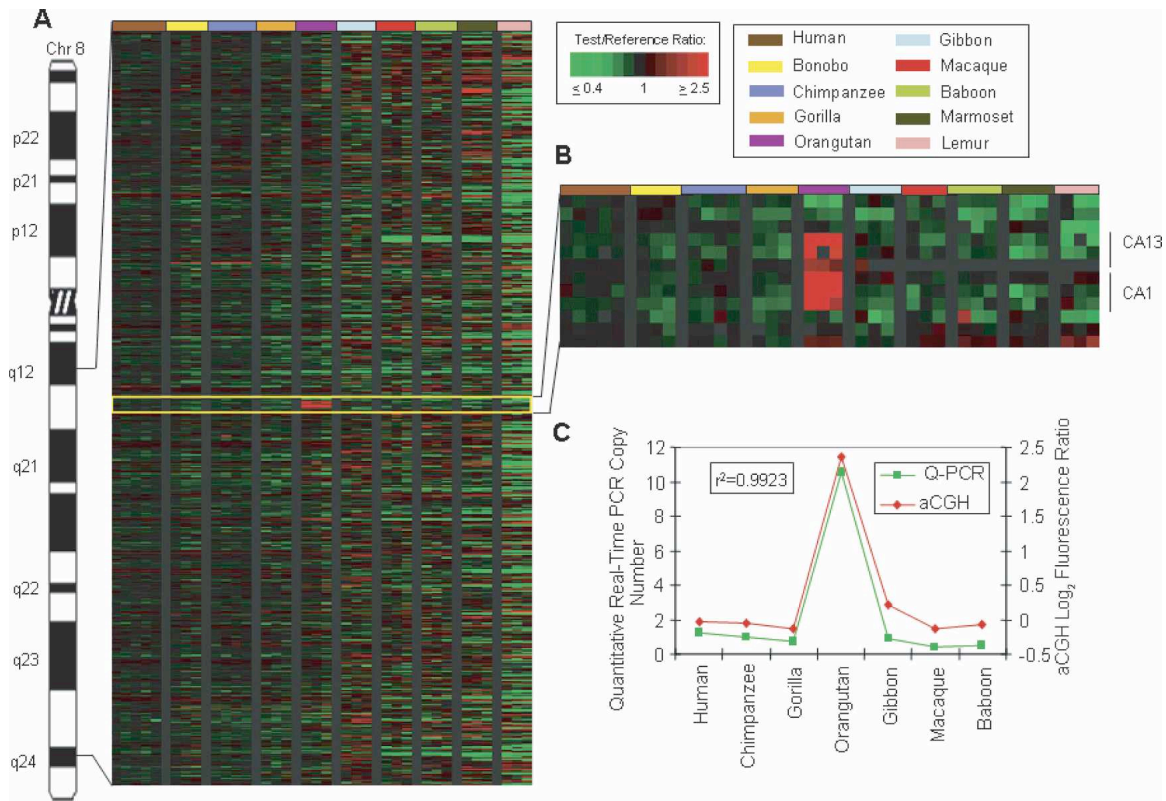 A
Chr 8
p22
p21
p12
q12
q21
q22
q23
q24
Test/Reference Ratio:
≤ 0.4 1 ≥ 2.5
Human
Bonobo
Chimpanzee
Gorilla
Orangutan
Gibbon
Macaque
Baboon
Marmoset
Lemur
B
CA13
CA1
C
Quantitative Real-Time PCR Copy
Number
12
10
8
6
4
2
0
r²=0.9923
Q-PCR
aCGH
2.5
2
1.5
1
0.5
0
-0.5
aCGH Log₂ Fluorescence Ratio
Human
Chimpanzee
Gorilla
Orangutan
Gibbon
Macaque
Baboon